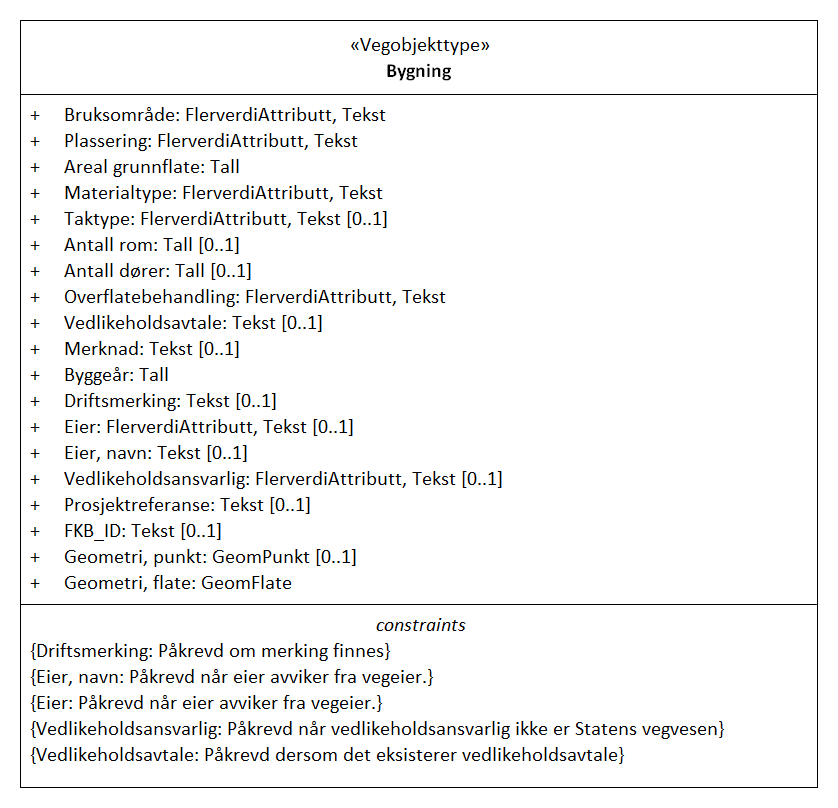 «Vegobjekttype»
Bygning
+ Bruksområde: FlerverdiAttributt, Tekst
+ Plassering: FlerverdiAttributt, Tekst
+ Areal grunnflate: Tall
+ Materialtype: FlerverdiAttributt, Tekst
+ Taktype: FlerverdiAttributt, Tekst [0..1]
+ Antall rom: Tall [0..1]
+ Antall dører: Tall [0..1]
+ Overflatebehandling: FlerverdiAttributt, Tekst
+ Vedlikeholdsavtale: Tekst [0..1]
+ Merknad: Tekst [0..1]
+ Byggeår: Tall
+ Driftsmerking: Tekst [0..1]
+ Eier: FlerverdiAttributt, Tekst [0..1]
+ Eier, navn: Tekst [0..1]
+ Vedlikeholdsansvarlig: FlerverdiAttributt, Tekst [0..1]
+ Prosjektreferanse: Tekst [0..1]
+ FKB_ID: Tekst [0..1]
+ Geometri, punkt: GeomPunkt [0..1]
+ Geometri, flate: GeomFlate
constraints
{Driftsmerking: Påkrevd om merking finnes}
{Eier, navn: Påkrevd når eier avviker fra vegeier.}
{Eier: Påkrevd når eier avviker fra vegeier.}
{Vedlikeholdsansvarlig: Påkrevd når vedlikeholdsansvarlig ikke er Statens vegvesen}
{Vedlikeholdsavtale: Påkrevd dersom det eksisterer vedlikeholdsavtale}